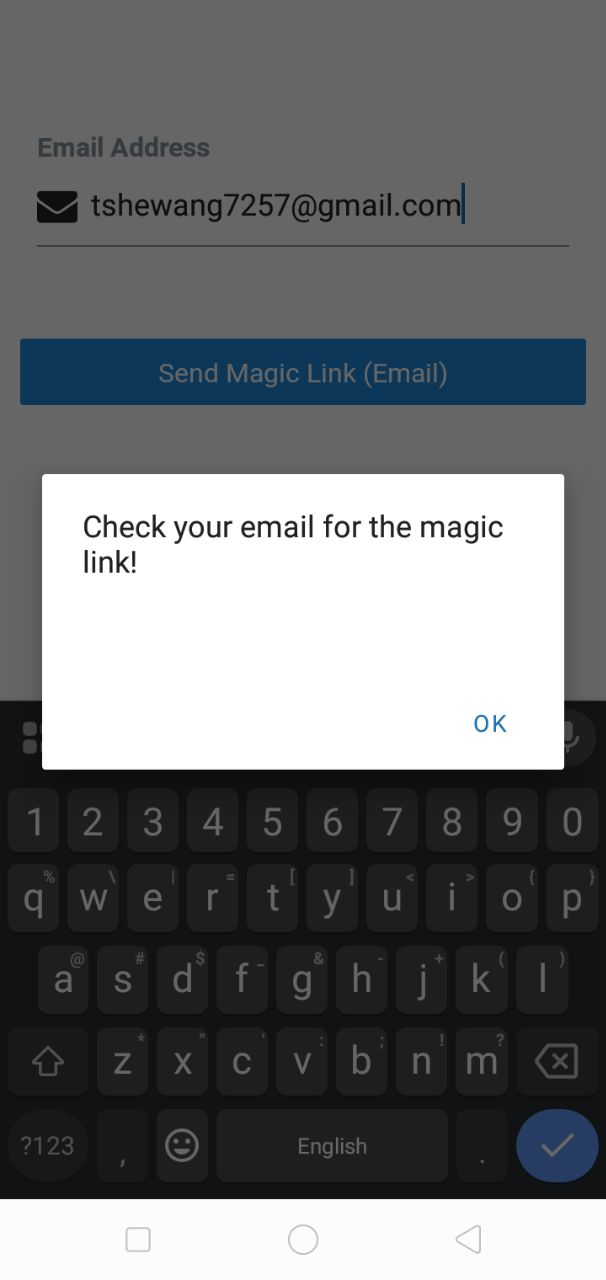 Email Address
tshewang7257@gmail.com
Send Magic Link (Email)
Check your email for the magic
link!
OK
1 2 3 4 5 6 7 8 9 0
% \ | = [ ] < > { }
q w e r t y u i o p
@ # $ _ & - + ( )
a s d f g h j k l
* " ' : ; ! ?
z x c v b n m
?123 , English .